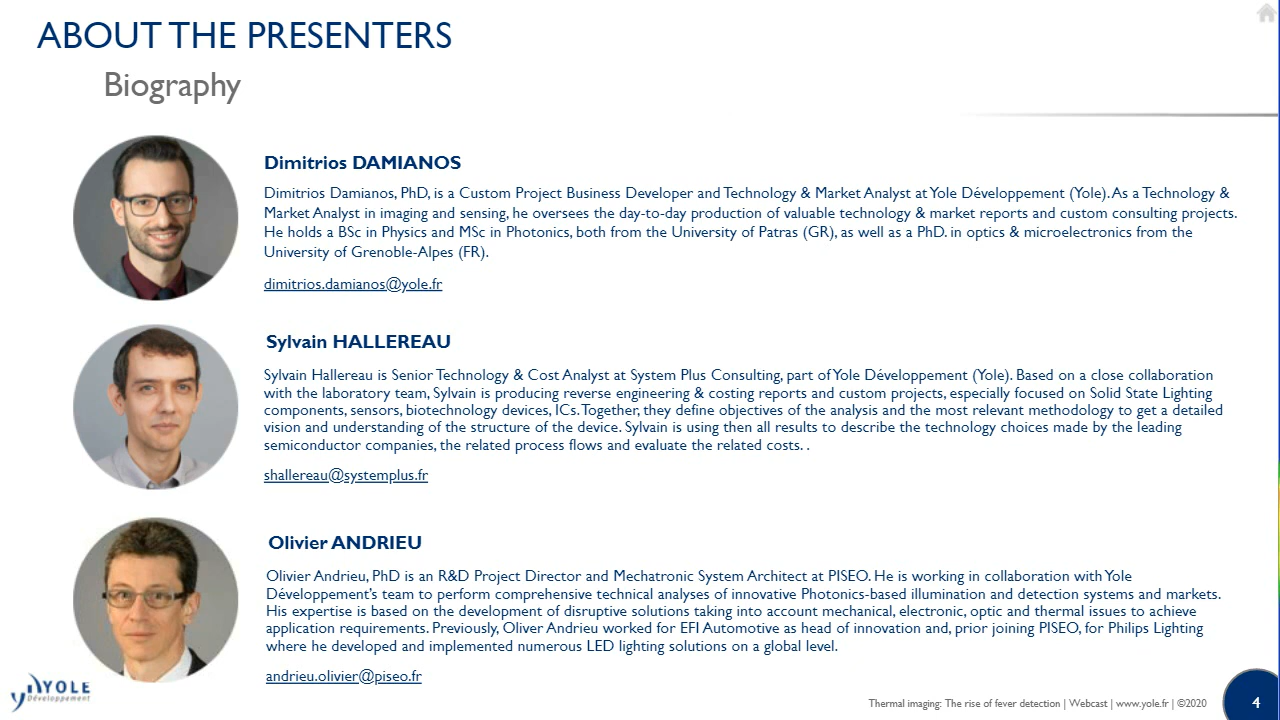 ABOUT THE PRESENTERS
Biography
Dimitrios DAMIANOS
Dimitrios Damianos, PhD, is a Custom Project Business Developer and Technology & Market Analyst at Yole Développement (Yole). As a Technology &
Market Analyst in imaging and sensing, he oversees the day-to-day production of valuable technology & market reports and custom consulting projects.
He holds a BSc in Physics and MSc in Photonics, both from the University of Patras (GR), as well as a PhD. in optics & microelectronics from the
University of Grenoble-Alpes (FR).
dimitrios.damianos@yole.fr
Sylvain HALLEREAU
Sylvain Hallereau is Senior Technology & Cost Analyst at System Plus Consulting, part of Yole Développement (Yole). Based on a close collaboration
with the laboratory team, Sylvain is producing reverse engineering & costing reports and custom projects, especially focused on Solid State Lighting
components, sensors, biotechnology devices, ICs. Together, they define objectives of the analysis and the most relevant methodology to get a detailed
vision and understanding of the structure of the device. Sylvain is using then all results to describe the technology choices made by the leading
semiconductor companies, the related process flows and evaluate the related costs. .
shallereau@systemplus.fr
Olivier ANDRIEU
Olivier Andrieu, PhD is an R&D Project Director and Mechatronic System Architect at PISEO. He is working in collaboration with Yole
Développement's team to perform comprehensive technical analyses of innovative Photonics-based illumination and detection systems and markets.
His expertise is based on the development of disruptive solutions taking into account mechanical, electronic, optic and thermal issues to achieve
application requirements. Previously, Oliver Andrieu worked for EFI Automotive as head of innovation and, prior joining PISEO, for Philips Lighting
where he developed and implemented numerous LED lighting solutions on a global level.
andrieu.olivier@piseo.fr
YOLE
Développement
Thermal imaging: The rise of fever detection | Webcast | www.yole.fr | ©2020
4